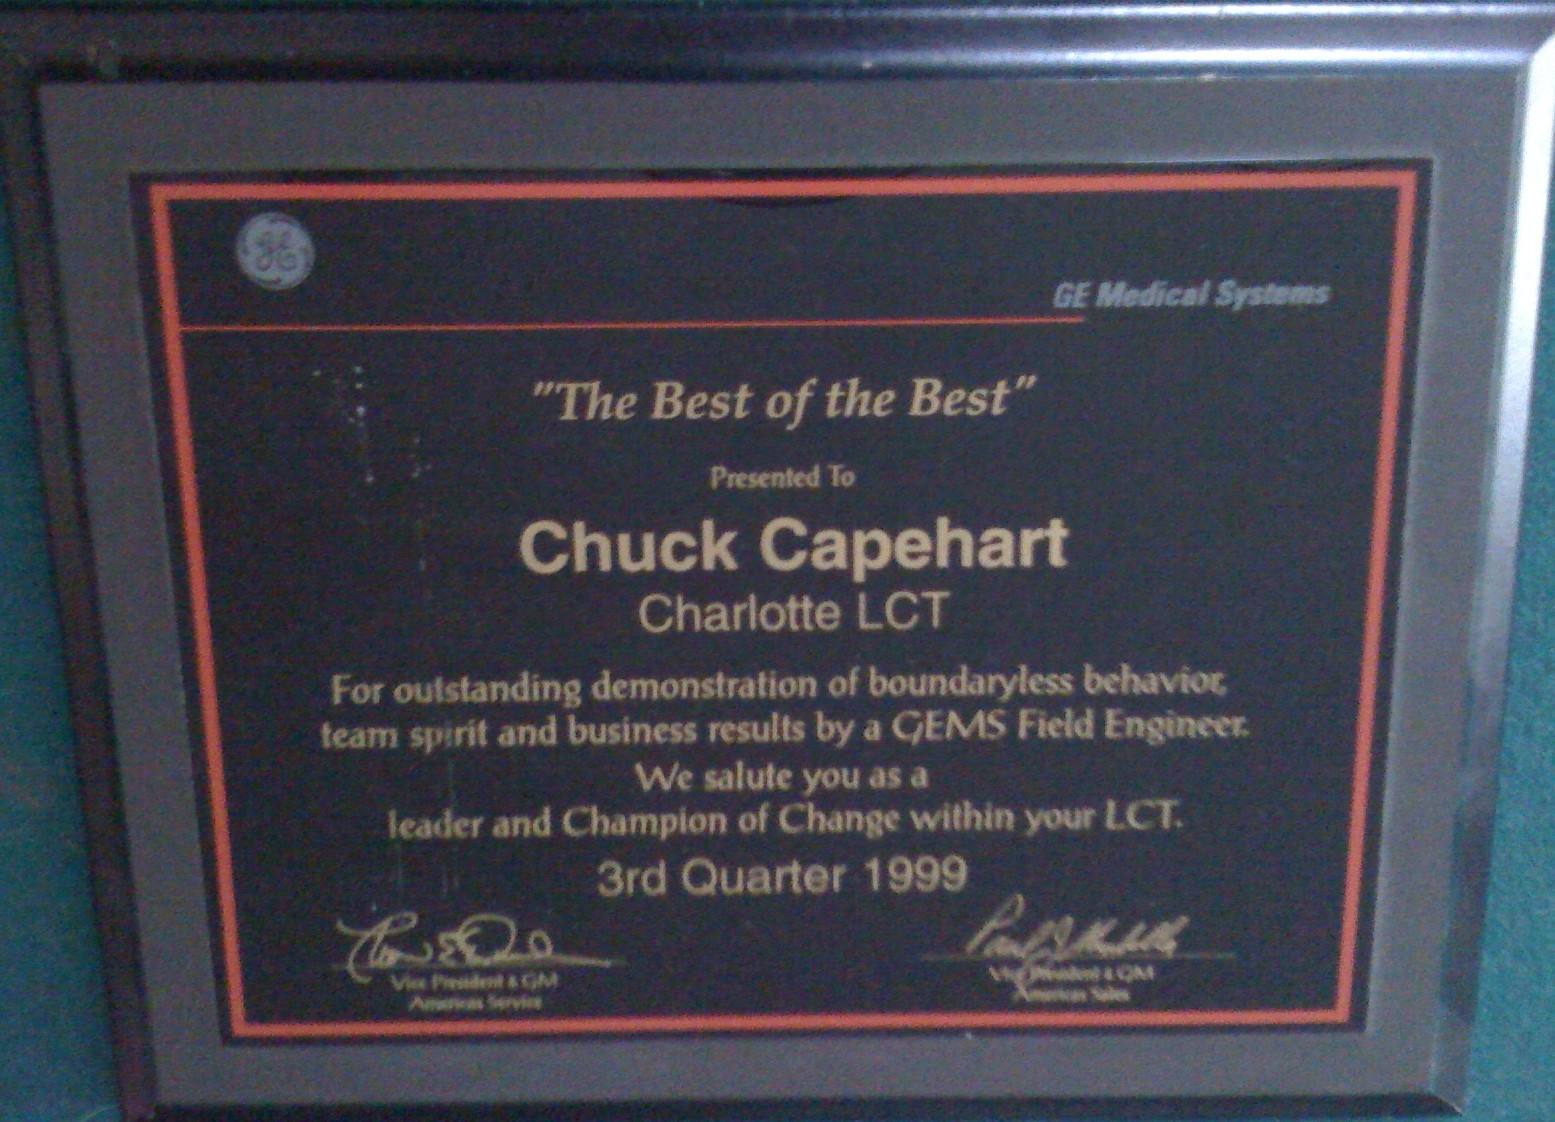 GE
GE Medical Systems
"The Best of the Best"
Presented To
Chuck Capehart
Charlotte LCT
For outstanding demonstration of boundaryless behavior,
team spirit and business results by a GEMS Field Engineer.
We salute you as a
leader and Champion of Change within your LCT.
3rd Quarter 1999
Vice President & GM
Americas Service
Vice President & GM
Americas Sales